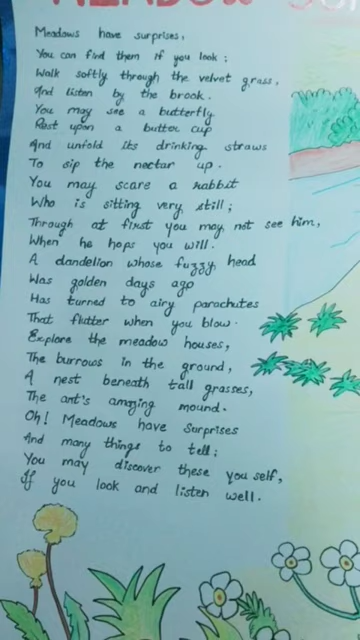 MEADOW SUR
Meadows have surprises,
You can find them if you look;
Walk softly through the velvet grass,
And listen by the brook.
You may see a butterfly
Rest upon a buttoc cup
And unfold its drinking straws
To sip the nectar up.
You may scare a rabbit
Who is sitting very still;
Through at first you may not see him,
When he hops you will.
A dandelion whose fuzzy head
Was golden days ago
Has turned to airy parachutes
That flutter when you blow.
Explore the meadow houses,
The burrows in the ground,
A nest beneath tall grasses,
The ant's amazing mound.
Oh! Meadows have Surprises
And many things to tell;
You may discover these you self,
If you look and listen well.